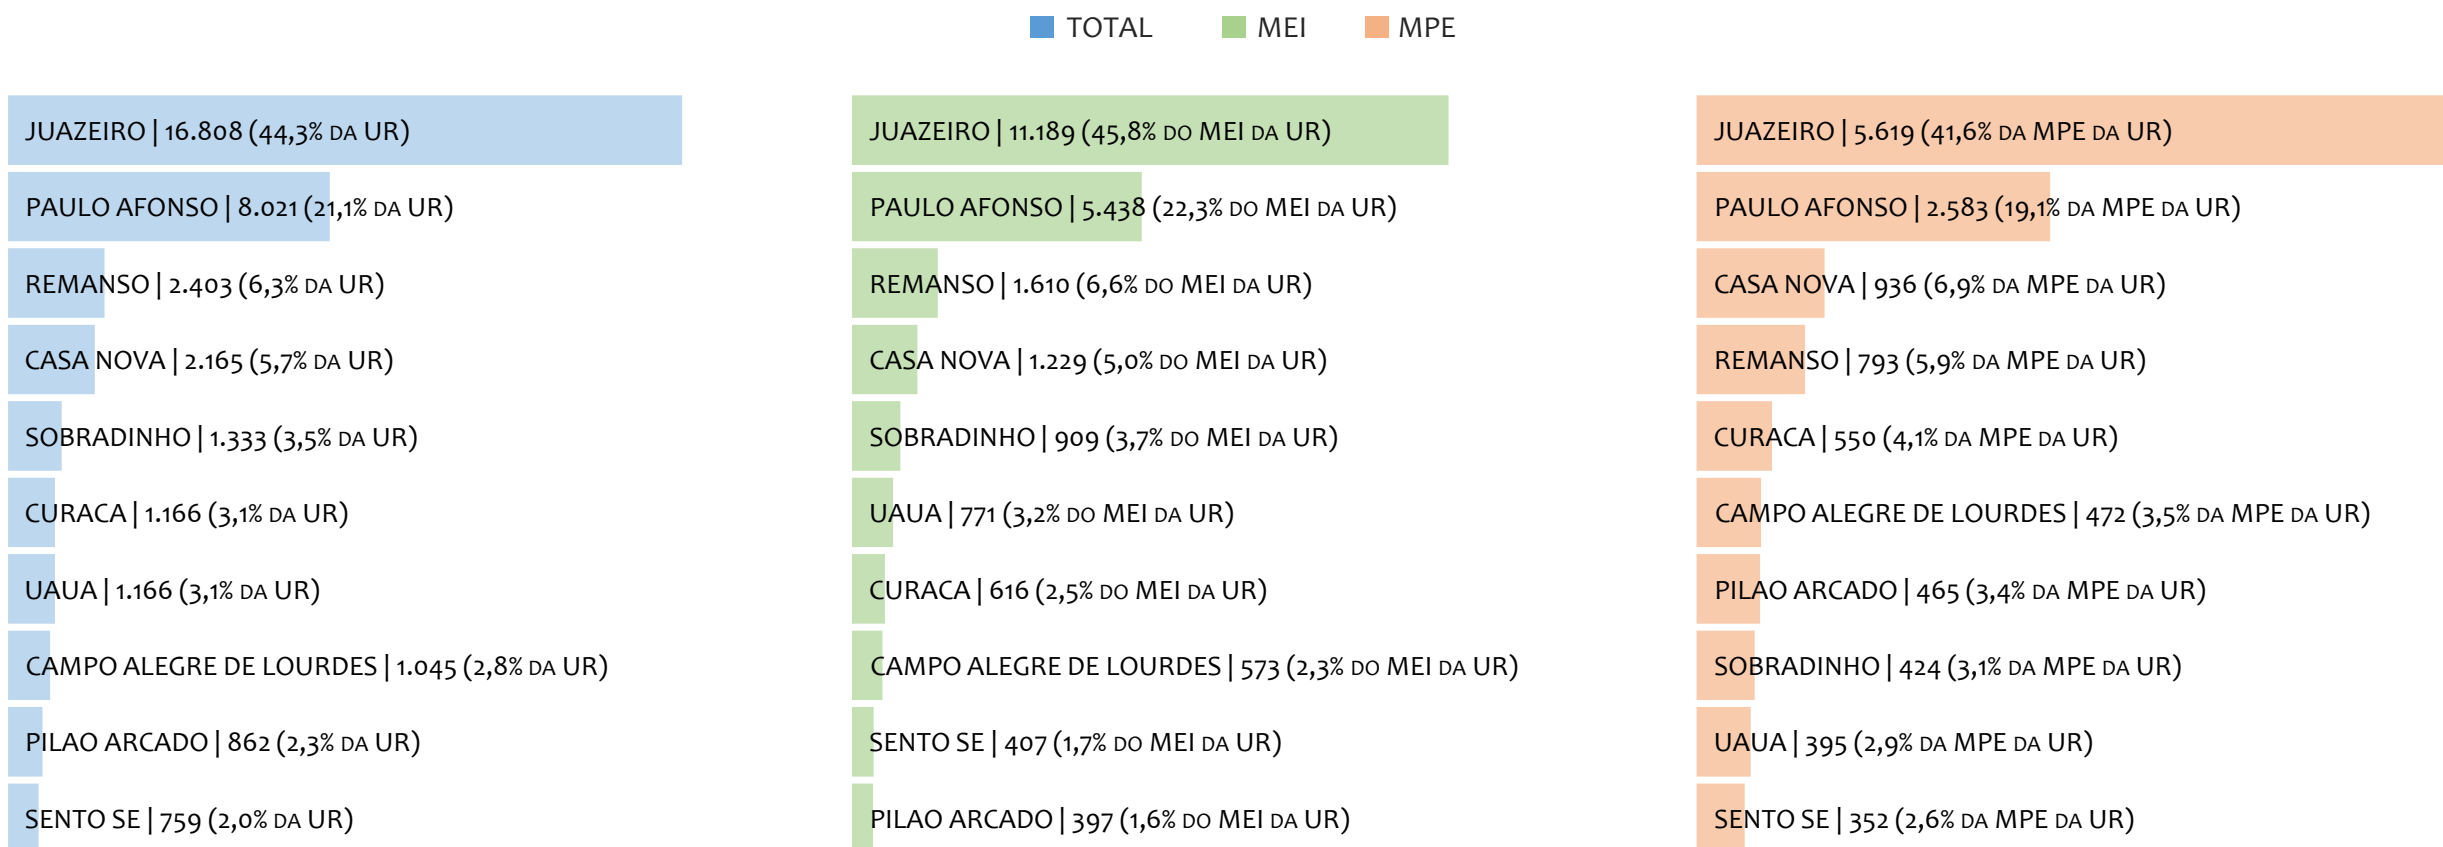 TOTAL MEI MPE
JUAZEIRO | 16.808 (44,3% DA UR)
PAULO AFONSO | 8.021 (21,1% DA UR)
REMANSO | 2.403 (6,3% DA UR)
CASA NOVA | 2.165 (5,7% DA UR)
SOBRADINHO | 1.333 (3,5% DA UR)
CURACA | 1.166 (3,1% DA UR)
UAUA | 1.166 (3,1% DA UR)
CAMPO ALEGRE DE LOURDES | 1.045 (2,8% DA UR)
PILAO ARCADO | 862 (2,3% DA UR)
SENTO SE | 759 (2,0% DA UR)
JUAZEIRO | 11.189 (45,8% DO MEI DA UR)
PAULO AFONSO | 5.438 (22,3% DO MEI DA UR)
REMANSO | 1.610 (6,6% DO MEI DA UR)
CASA NOVA | 1.229 (5,0% DO MEI DA UR)
SOBRADINHO | 909 (3,7% DO MEI DA UR)
UAUA | 771 (3,2% DO MEI DA UR)
CURACA | 616 (2,5% DO MEI DA UR)
CAMPO ALEGRE DE LOURDES | 573 (2,3% DO MEI DA UR)
SENTO SE | 407 (1,7% DO MEI DA UR)
PILAO ARCADO | 397 (1,6% DO MEI DA UR)
JUAZEIRO | 5.619 (41,6% DA MPE DA UR)
PAULO AFONSO | 2.583 (19,1% DA MPE DA UR)
CASA NOVA | 936 (6,9% DA MPE DA UR)
REMANSO | 793 (5,9% DA MPE DA UR)
CURACA | 550 (4,1% DA MPE DA UR)
CAMPO ALEGRE DE LOURDES | 472 (3,5% DA MPE DA UR)
PILAO ARCADO | 465 (3,4% DA MPE DA UR)
SOBRADINHO | 424 (3,1% DA MPE DA UR)
UAUA | 395 (2,9% DA MPE DA UR)
SENTO SE | 352 (2,6% DA MPE DA UR)